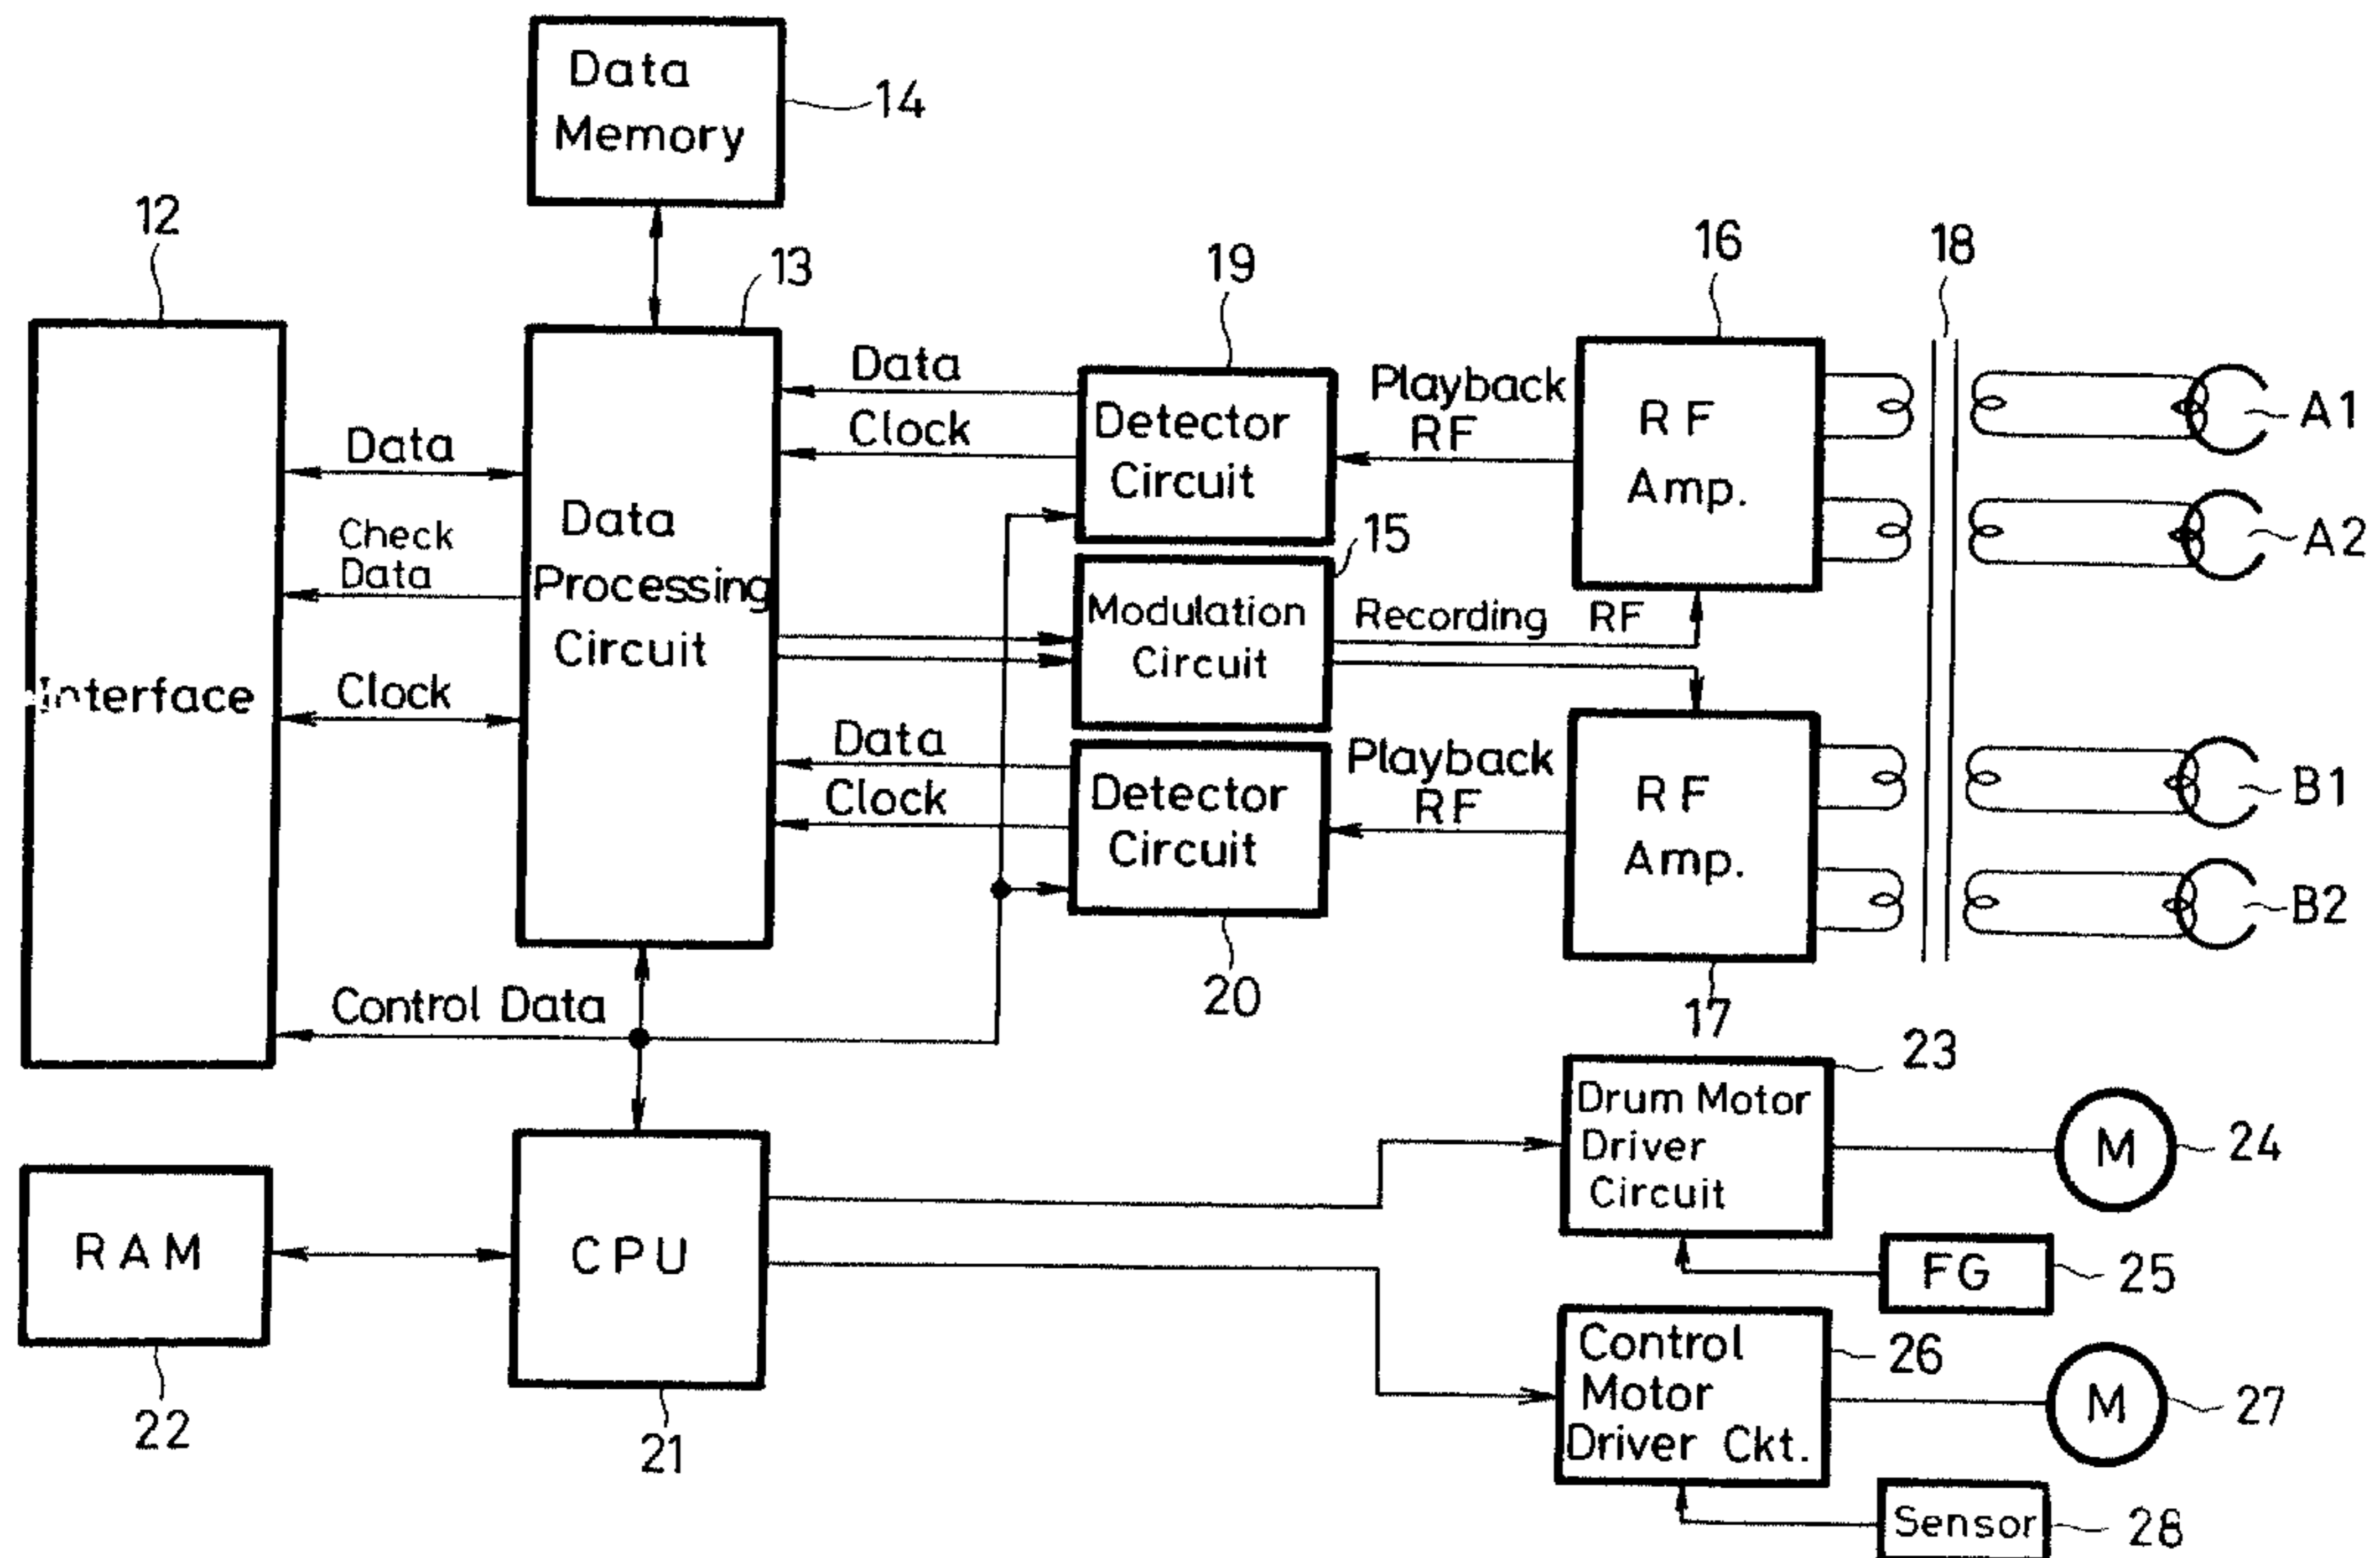 Data
Memory
14
12
13
19
16
18
Data
Clock
Detector
Circuit
Playback
RF
RF
Amp.
A1
A2
Data
Check
Data
Clock
Interface
Data
Processing
Circuit
15
Modulation
Circuit
Recording RF
Data
Clock
Detector
Circuit
Playback
RF
RF
Amp.
B1
B2
20
17
Control Data
23
Drum Motor
Driver
Circuit
M
24
RAM
22
CPU
21
FG
25
Control
Motor
Driver Ckt.
26
M
27
Sensor
28